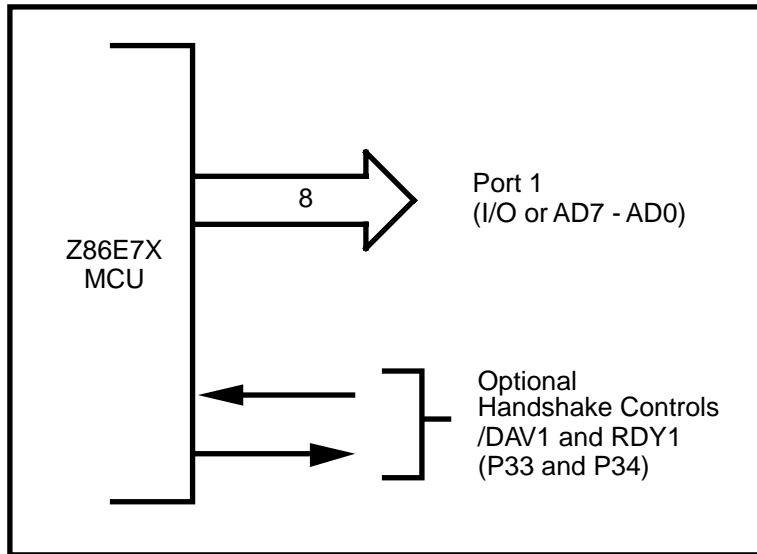 Z86E7X
MCU
8
Port 1
(I/O or AD7 - AD0)
Optional
Handshake Controls
/DAV1 and RDY1
(P33 and P34)